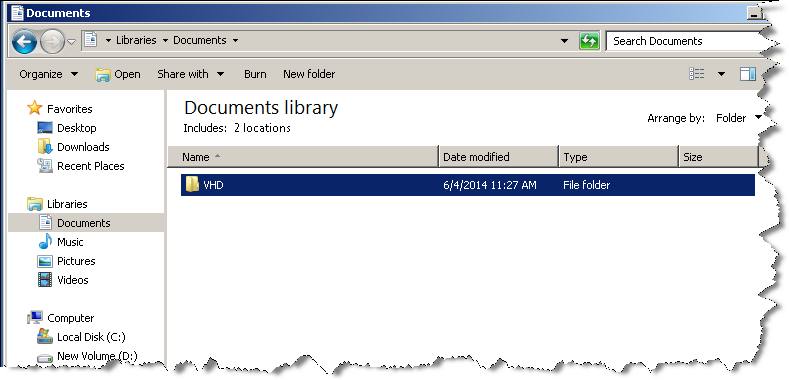 Documents
Libraries Documents
Search Documents
Organize Open Share with Burn New folder
Favorites
Desktop
Downloads
Recent Places
Libraries
Documents
Music
Pictures
Videos
Computer
Local Disk (C:)
New Volume (D:)
Documents library
Includes: 2 locations
Arrange by: Folder
Name Date modified Type Size
VHD 6/4/2014 11:27 AM File folder